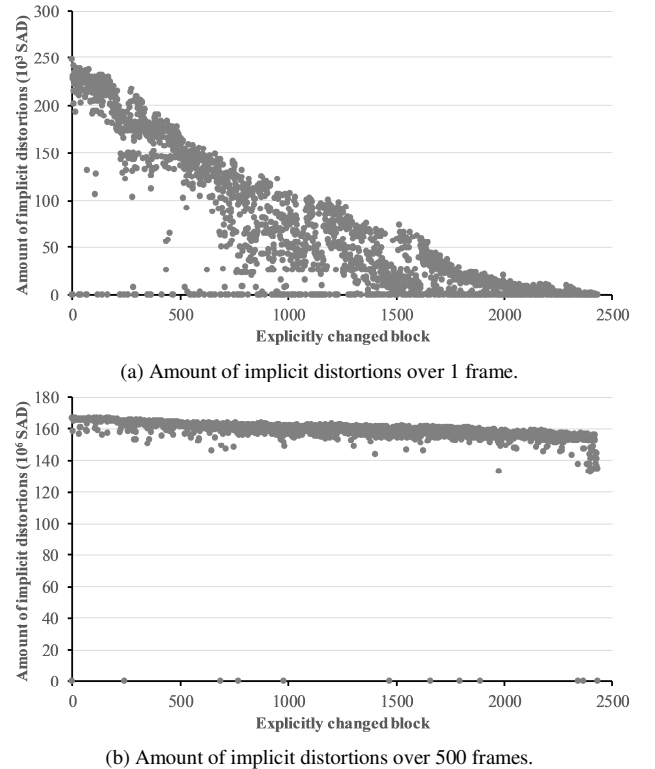 300
250
200
150
100
50
0
Amount of implicit distortions (10³ SAD)
0 500 1000 1500 2000 2500
Explicitly changed block
(a) Amount of implicit distortions over 1 frame.
180
160
140
120
100
80
60
40
20
0
Amount of implicit distortions (10⁶ SAD)
0 500 1000 1500 2000 2500
Explicitly changed block
(b) Amount of implicit distortions over 500 frames.